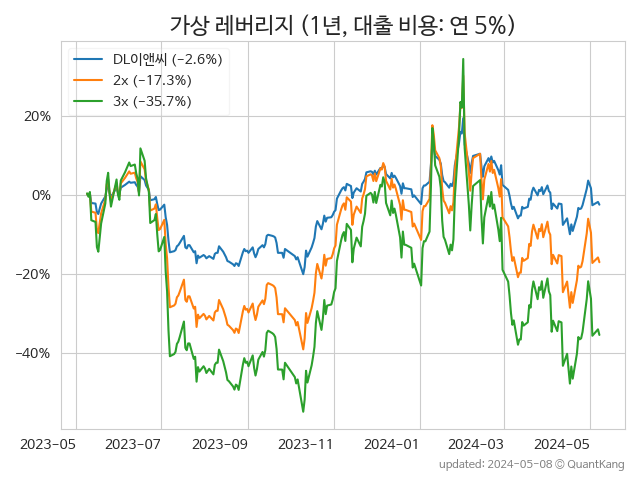 가상 레버리지 (1년, 대출 비용: 연 5%)
DL이앤씨 (−2.6%)
2x (−17.3%)
3x (−35.7%)
20%
0%
−20%
−40%
2023−05 2023−07 2023−09 2023−11 2024−01 2024−03 2024−05
updated: 2024−05−08 © QuantKang